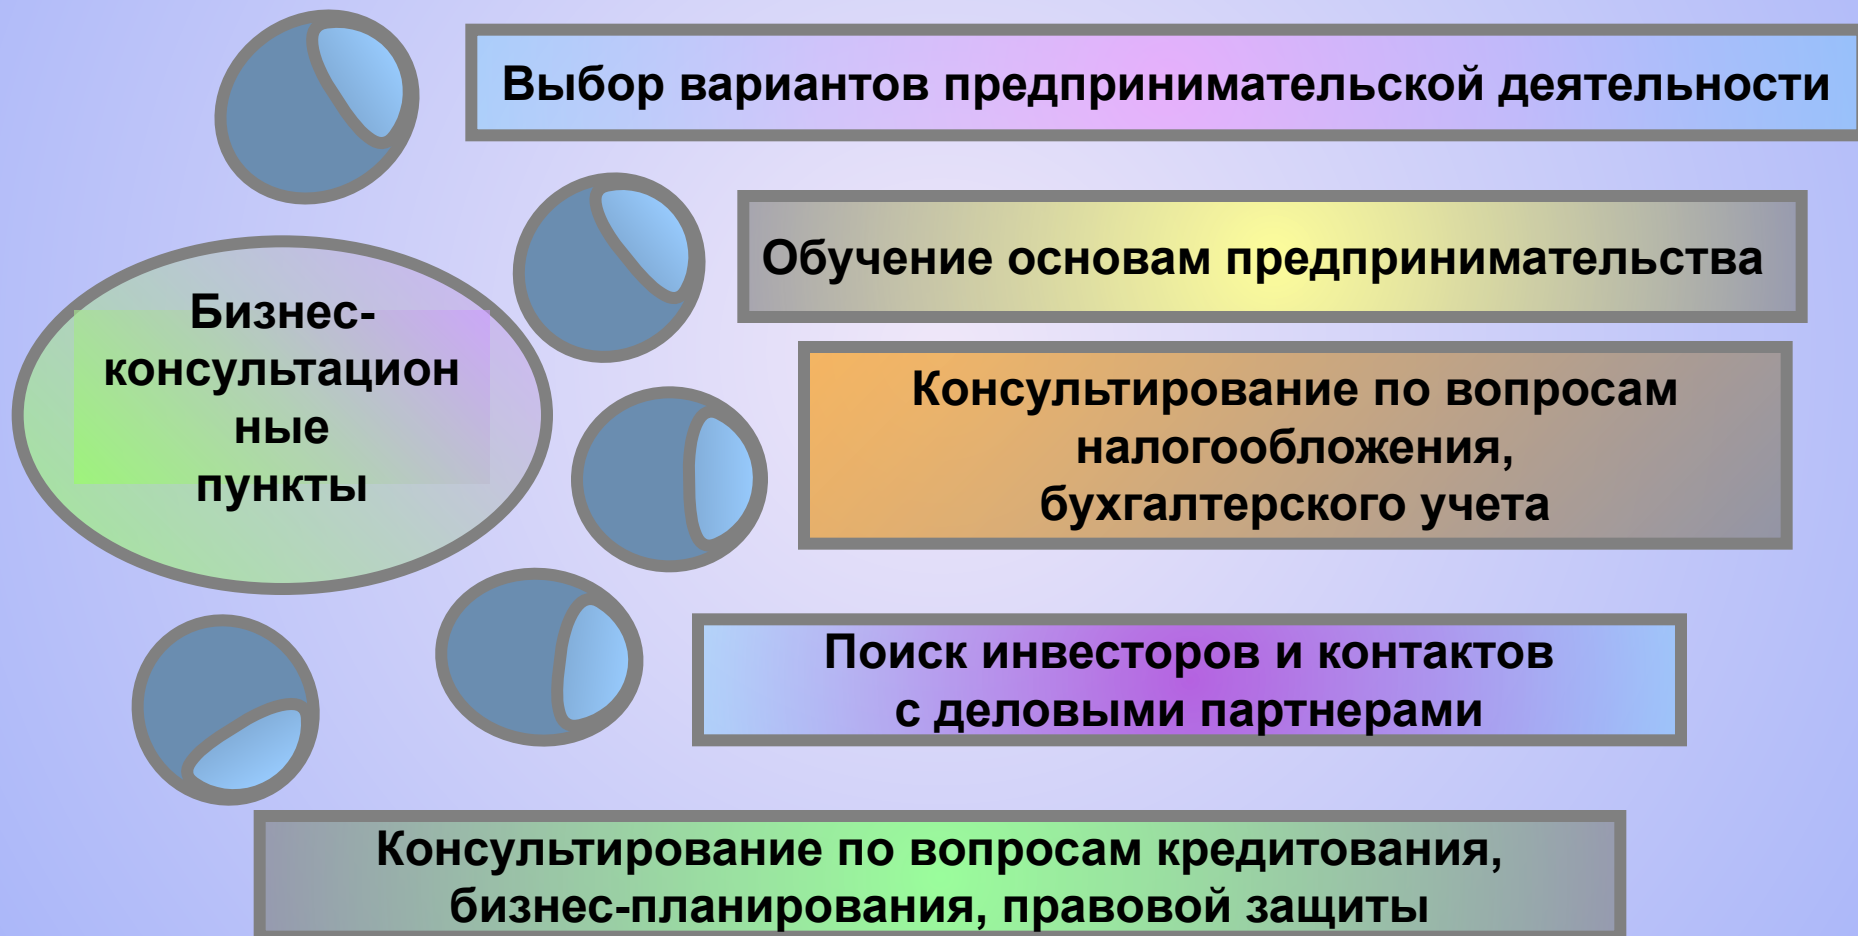 Выбор вариантов предпринимательской деятельности
Обучение основам предпринимательства
Бизнес-
консультацион
ные
пункты
Консультирование по вопросам
налогообложения,
бухгалтерского учета
Поиск инвесторов и контактов
с деловыми партнерами
Консультирование по вопросам кредитования,
бизнес-планирования, правовой защиты